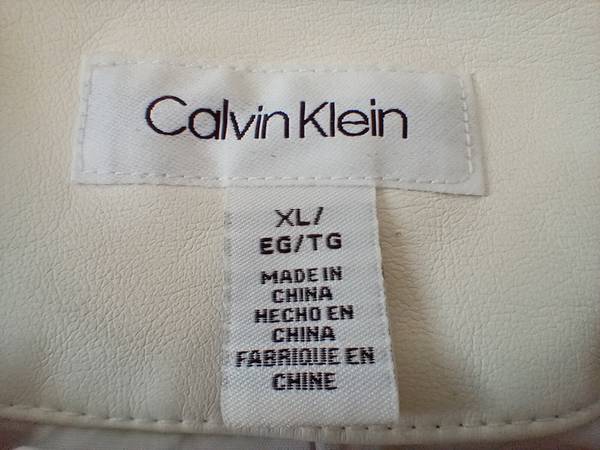 Calvin Klein
XL/
EG/TG
MADE IN
CHINA
HECHO EN
CHINA
FABRIQUE EN
CHINE